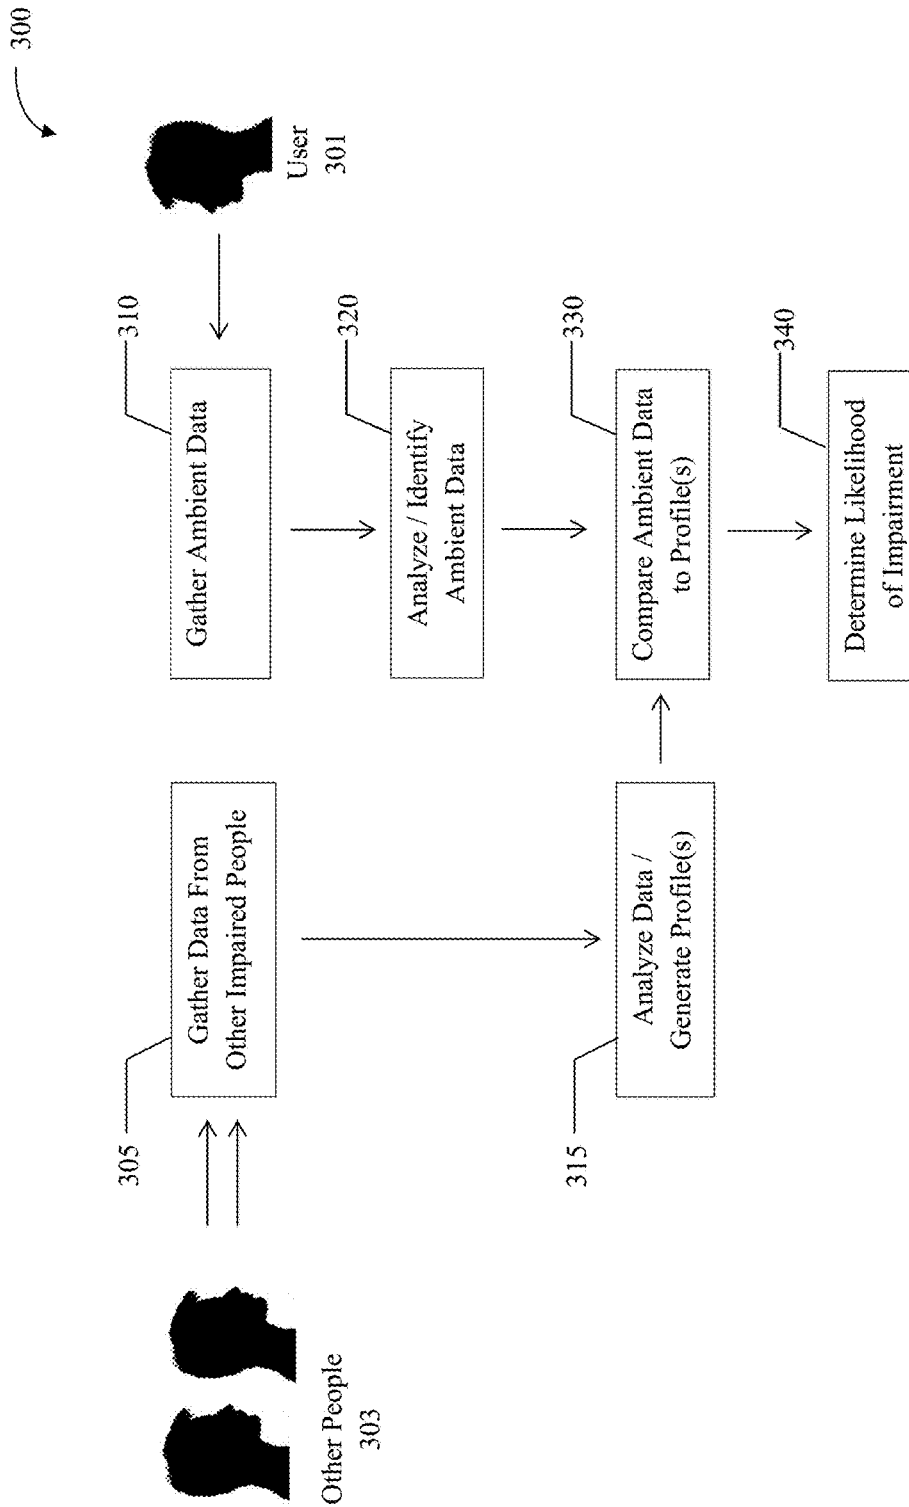 300
Other People
303
305
Gather Data From
Other Impaired People
310
Gather Ambient Data
User
301
320
Analyze / Identify
Ambient Data
315
Analyze Data /
Generate Profile(s)
330
Compare Ambient Data
to Profile(s)
340
Determine Likelihood
of Impairment